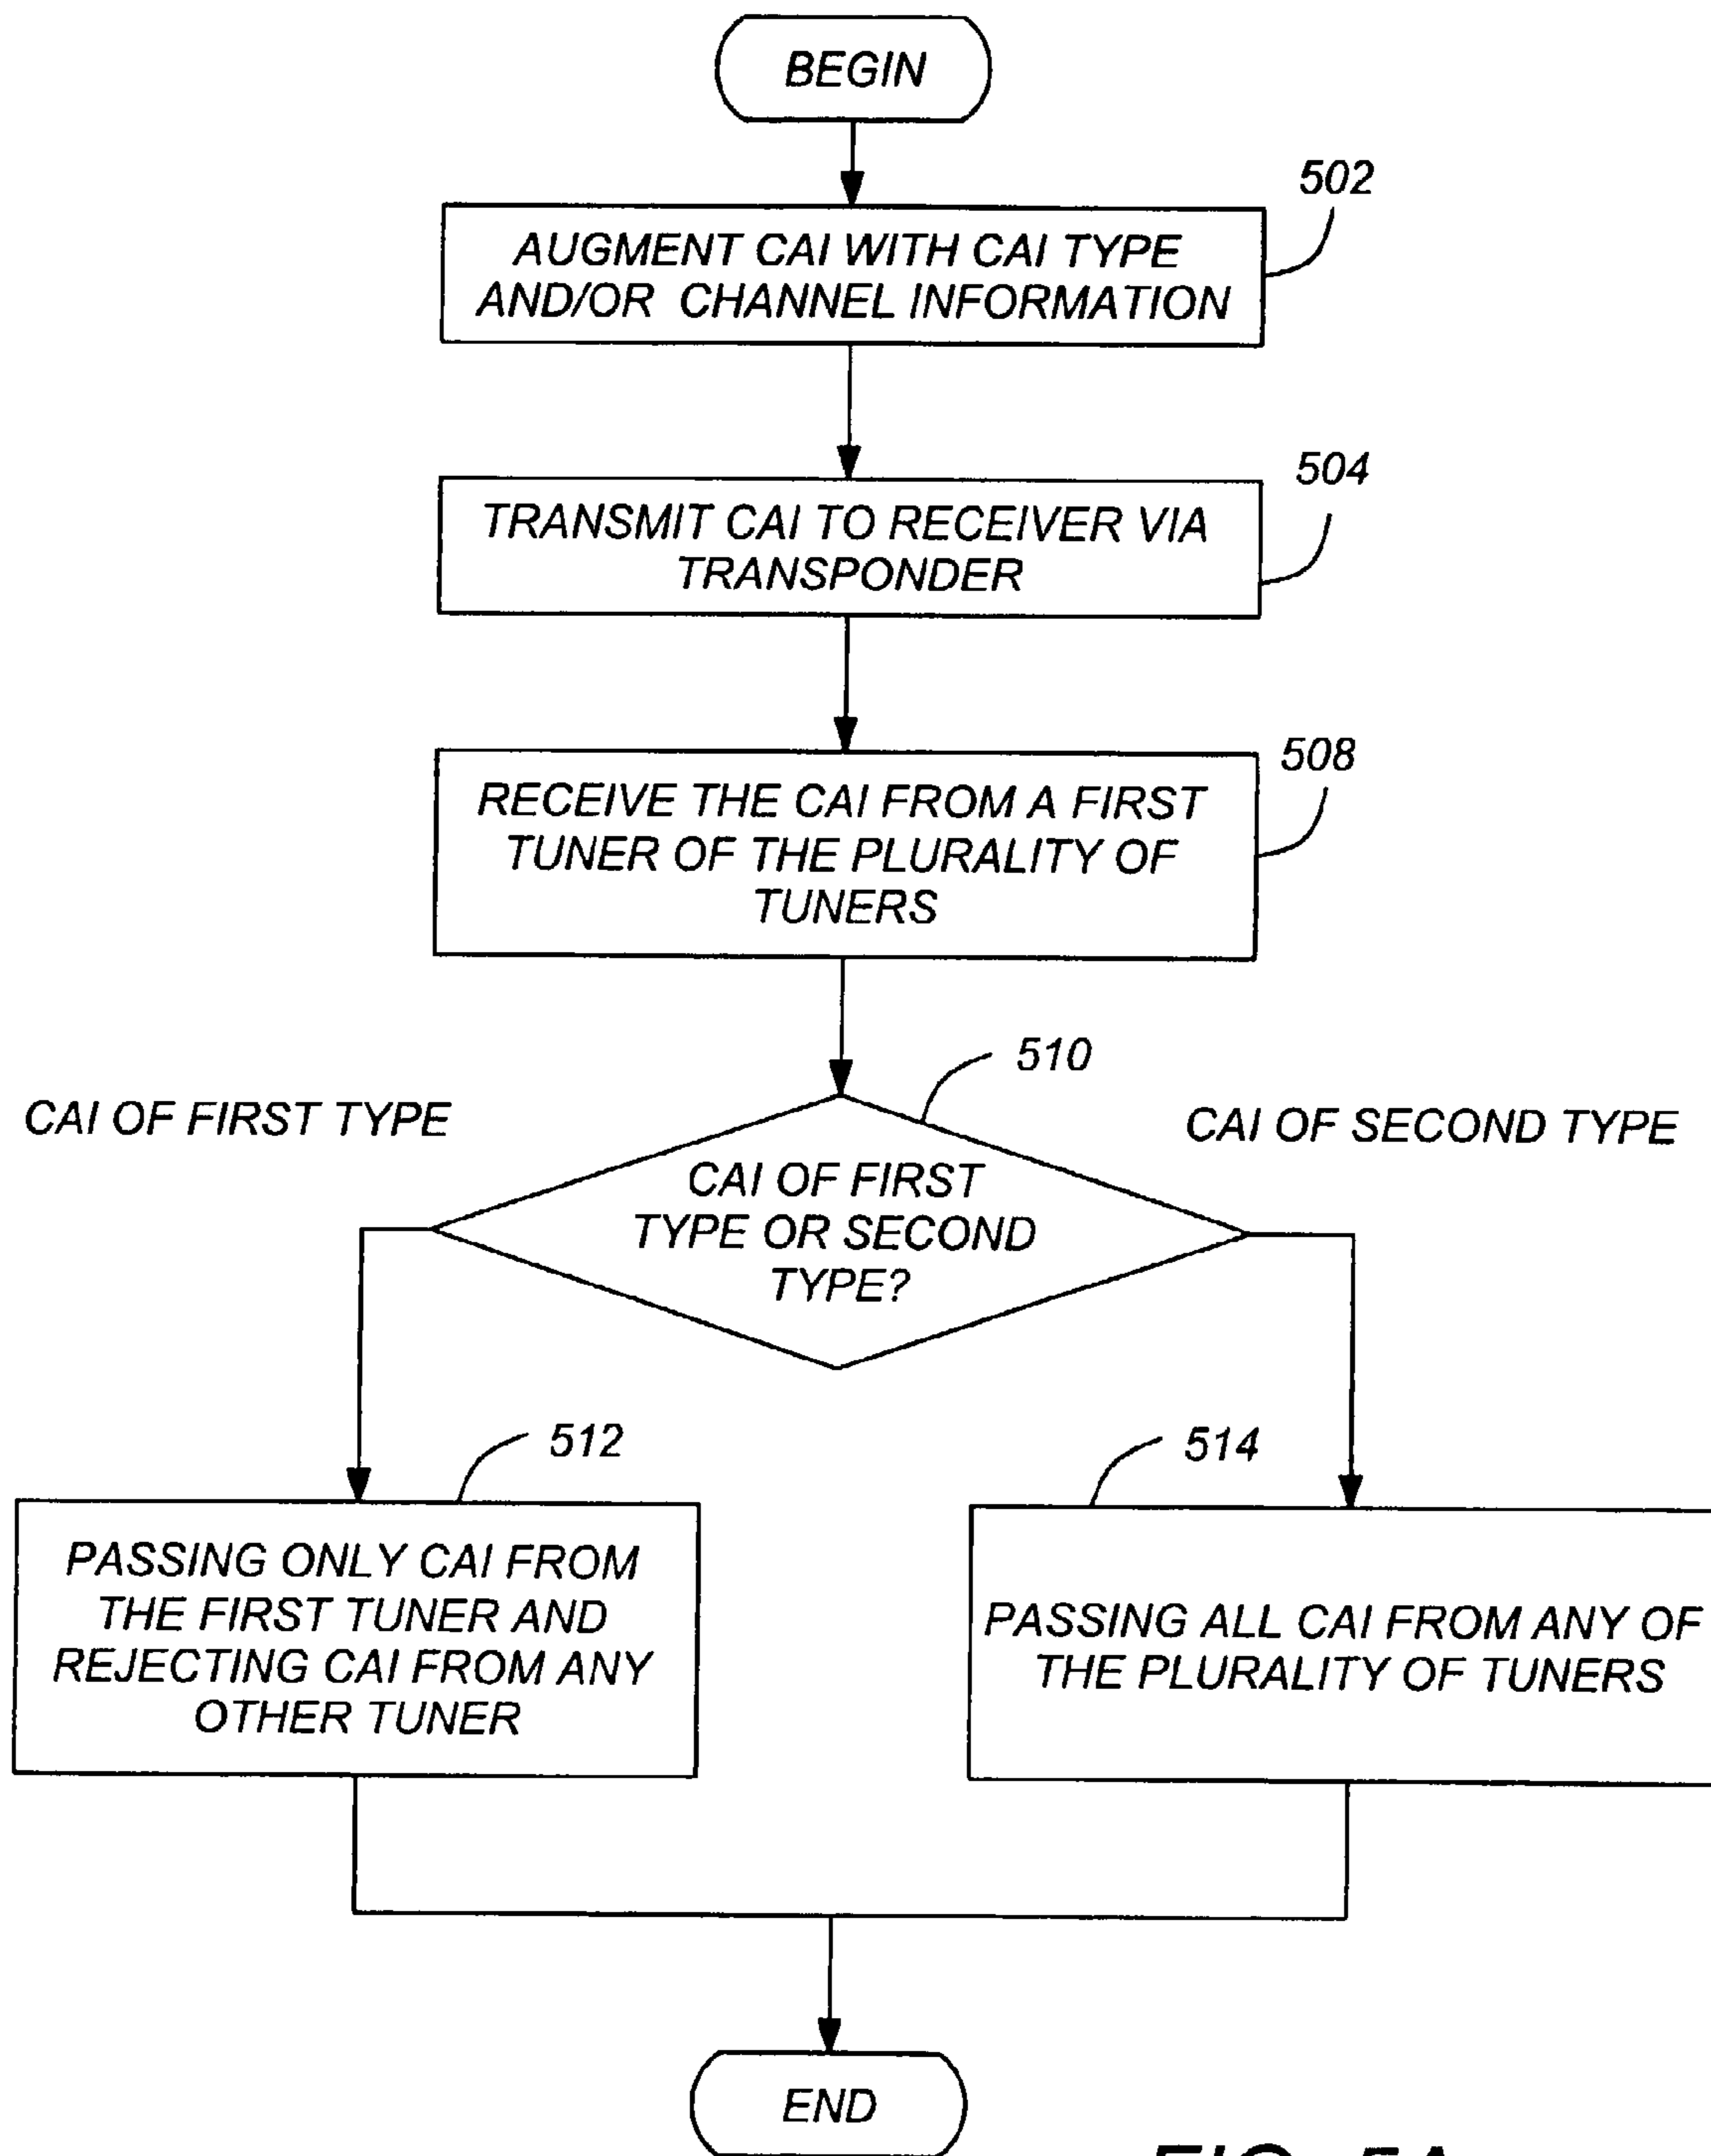 BEGIN
502
AUGMENT CAI WITH CAI TYPE
AND/OR CHANNEL INFORMATION
504
TRANSMIT CAI TO RECEIVER VIA
TRANSPONDER
508
RECEIVE THE CAI FROM A FIRST
TUNER OF THE PLURALITY OF
TUNERS
510
CAI OF FIRST TYPE
CAI OF SECOND TYPE
CAI OF FIRST
TYPE OR SECOND
TYPE?
512
514
PASSING ONLY CAI FROM
THE FIRST TUNER AND
REJECTING CAI FROM ANY
OTHER TUNER
PASSING ALL CAI FROM ANY OF
THE PLURALITY OF TUNERS
END
FIG. 5A